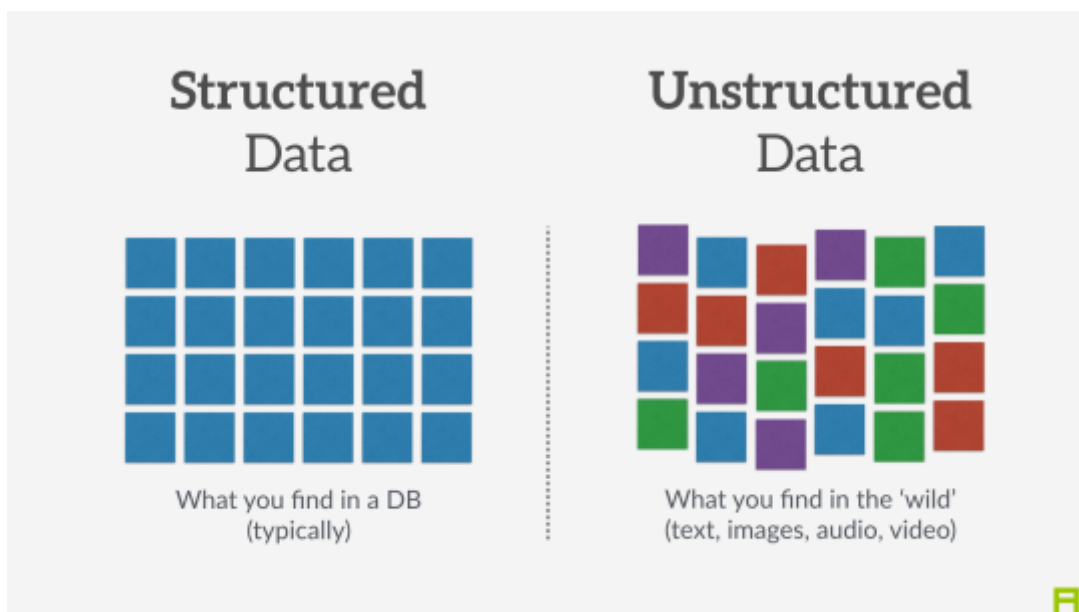 Structured
Data
What you find in a DB
(typically)
Unstructured
Data
What you find in the ‘wild’
(text, images, audio, video)